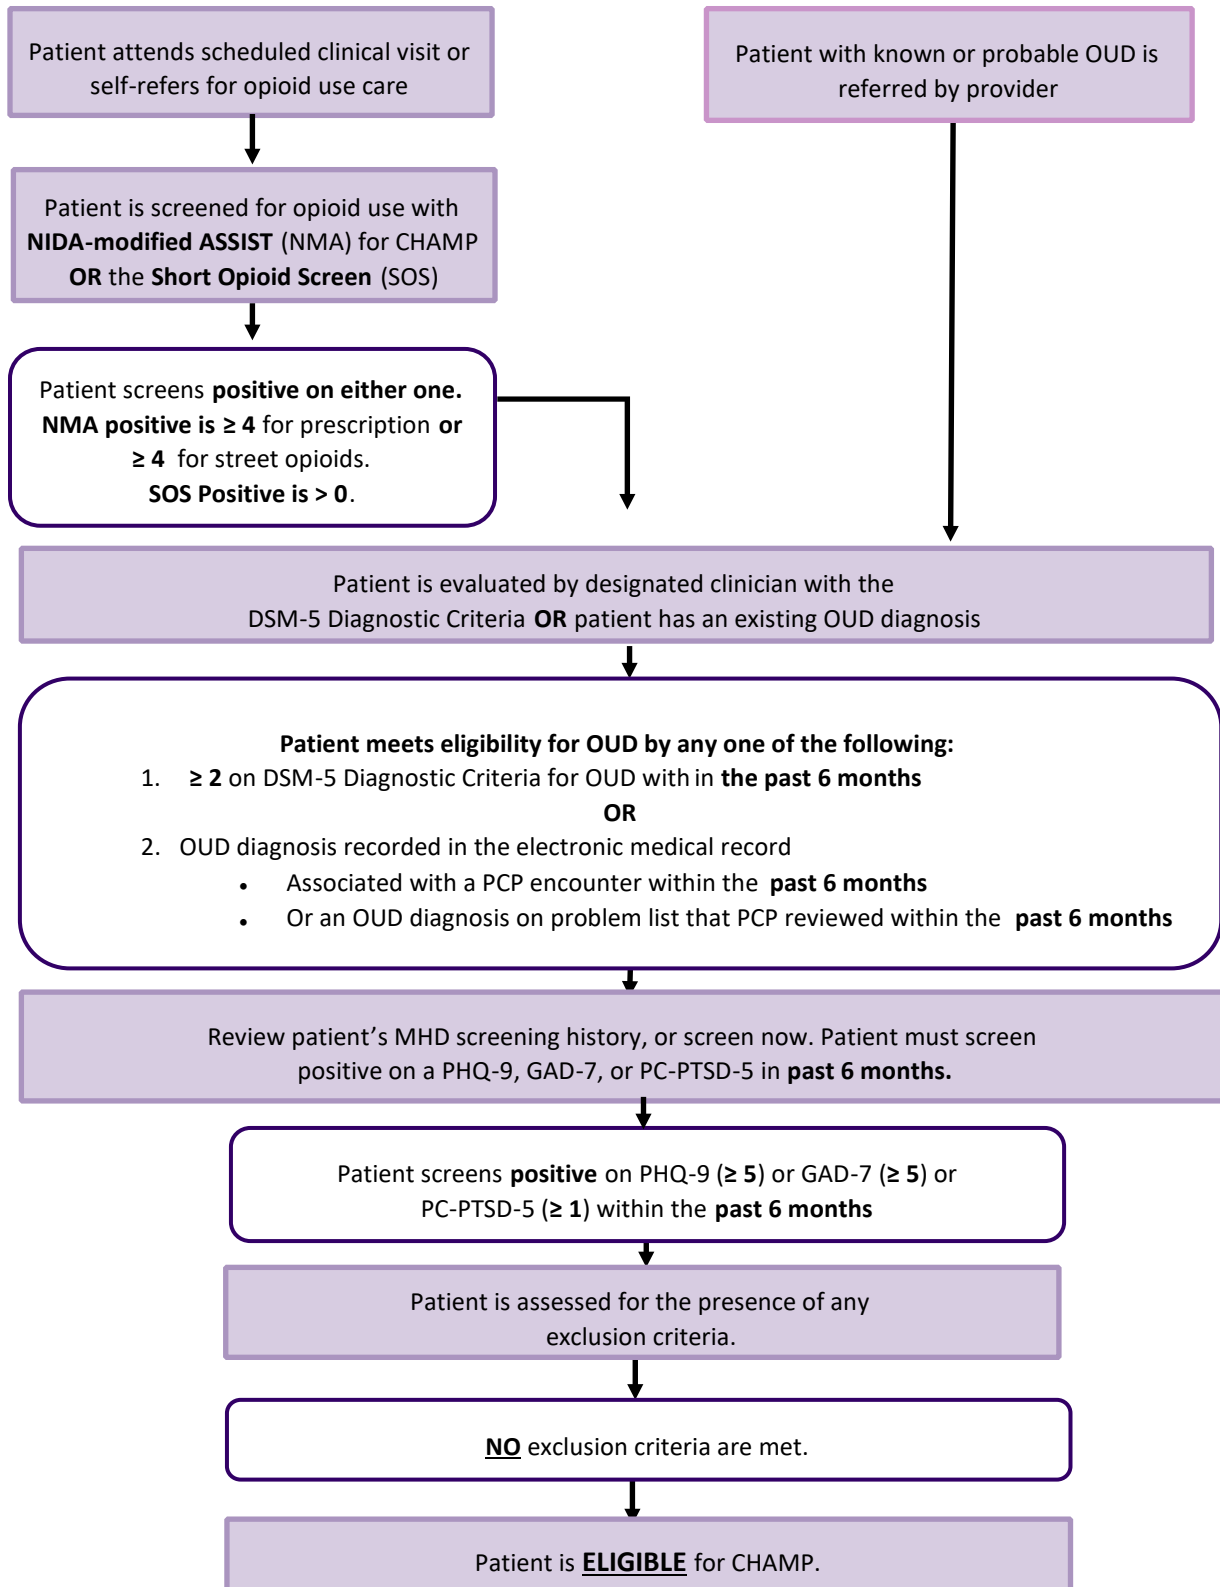 Patient attends scheduled clinical visit or
self-refers for opioid use care
Patient with known or probable OUD is
referred by provider
Patient is screened for opioid use with
NIDA-modified ASSIST (NMA) for CHAMP
OR the Short Opioid Screen (SOS)
Patient screens positive on either one.
NMA positive is ≥ 4 for prescription or
≥ 4 for street opioids.
SOS Positive is > 0.
Patient is evaluated by designated clinician with the
DSM-5 Diagnostic Criteria OR patient has an existing OUD diagnosis
Patient meets eligibility for OUD by any one of the following:
1. ≥ 2 on DSM-5 Diagnostic Criteria for OUD with in the past 6 months
OR
2. OUD diagnosis recorded in the electronic medical record
• Associated with a PCP encounter within the past 6 months
• Or an OUD diagnosis on problem list that PCP reviewed within the past 6 months
Review patient’s MHD screening history, or screen now. Patient must screen
positive on a PHQ-9, GAD-7, or PC-PTSD-5 in past 6 months.
Patient screens positive on PHQ-9 (≥ 5) or GAD-7 (≥ 5) or
PC-PTSD-5 (≥ 1) within the past 6 months
Patient is assessed for the presence of any
exclusion criteria.
NO exclusion criteria are met.
Patient is ELIGIBLE for CHAMP.